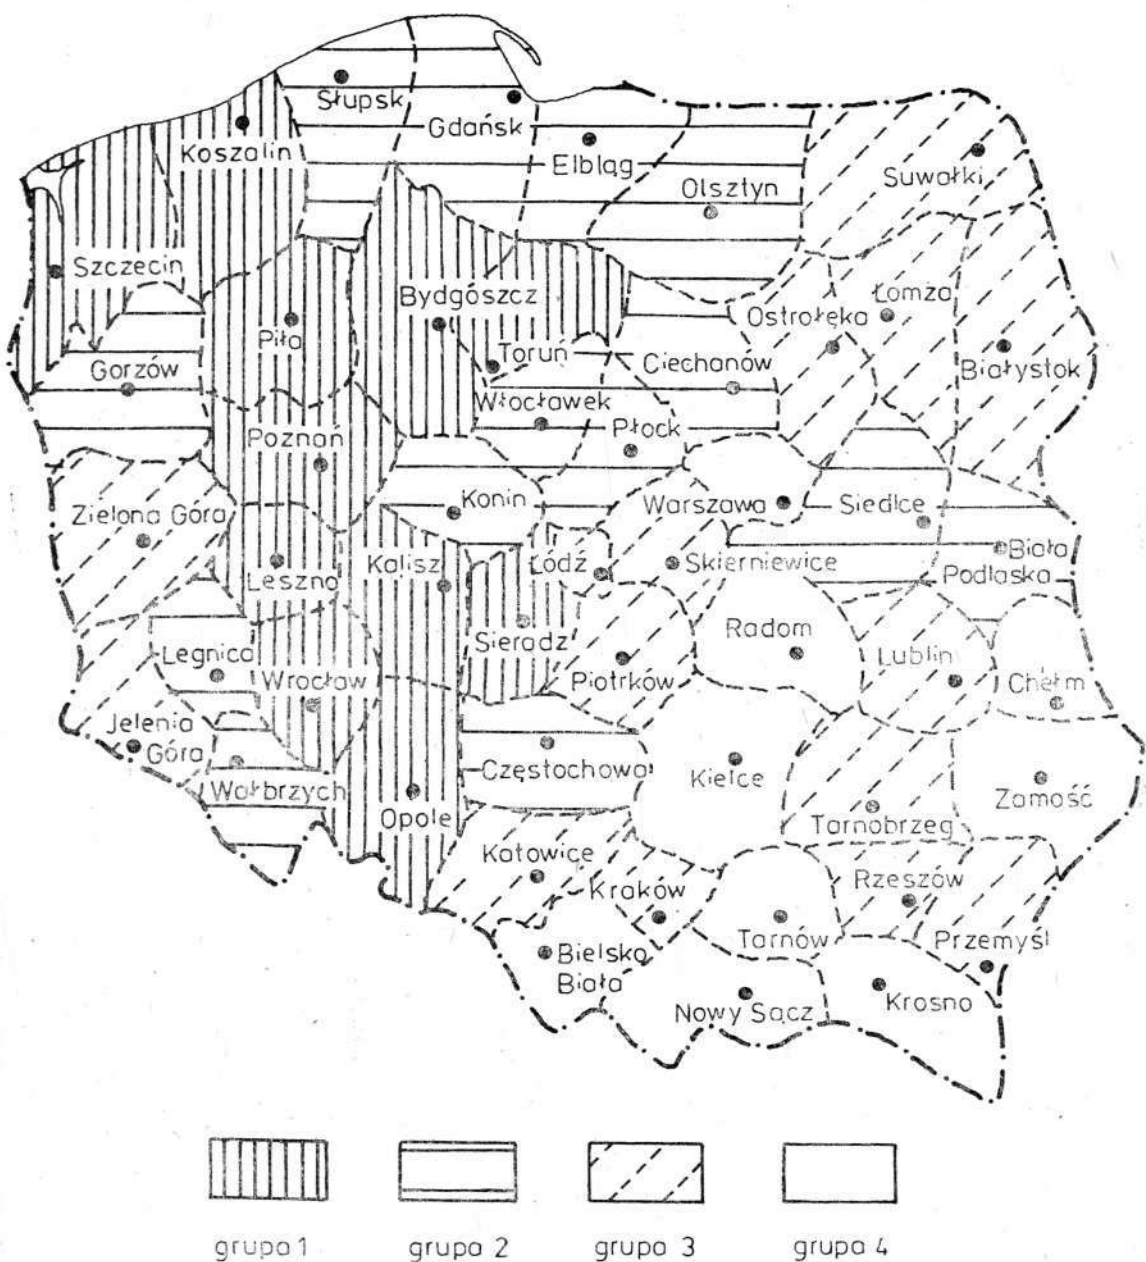 Słupsk
Gdańsk
Koszalin
Elbląg
Suwałki
Olsztyn
Szczecin
Bydgószcz
Łomża
Ostrołęka
Piła
Toruń
Ciechanów
Białystok
Gorzów
Włocławek
Płock
Poznań
Konin
Warszawa
Siedlce
Zielona Góra
Biała
Podlaska
Kalisz
Łódź
Skierniewice
Leszno
Radom
Sieradz
Legnica
Lublin
Wrocław
Piotrków
Chełm
Jelenia
Góra
Częstochowa
Kielce
Wałbrzych
Zamość
Opole
Tarnobrzeg
Katowice
Kraków
Rzeszów
Tarnów
Przemyśl
Bielsko
Biała
Nowy Sącz
Krosno
grupa 1 grupa 2 grupa 3 grupa 4